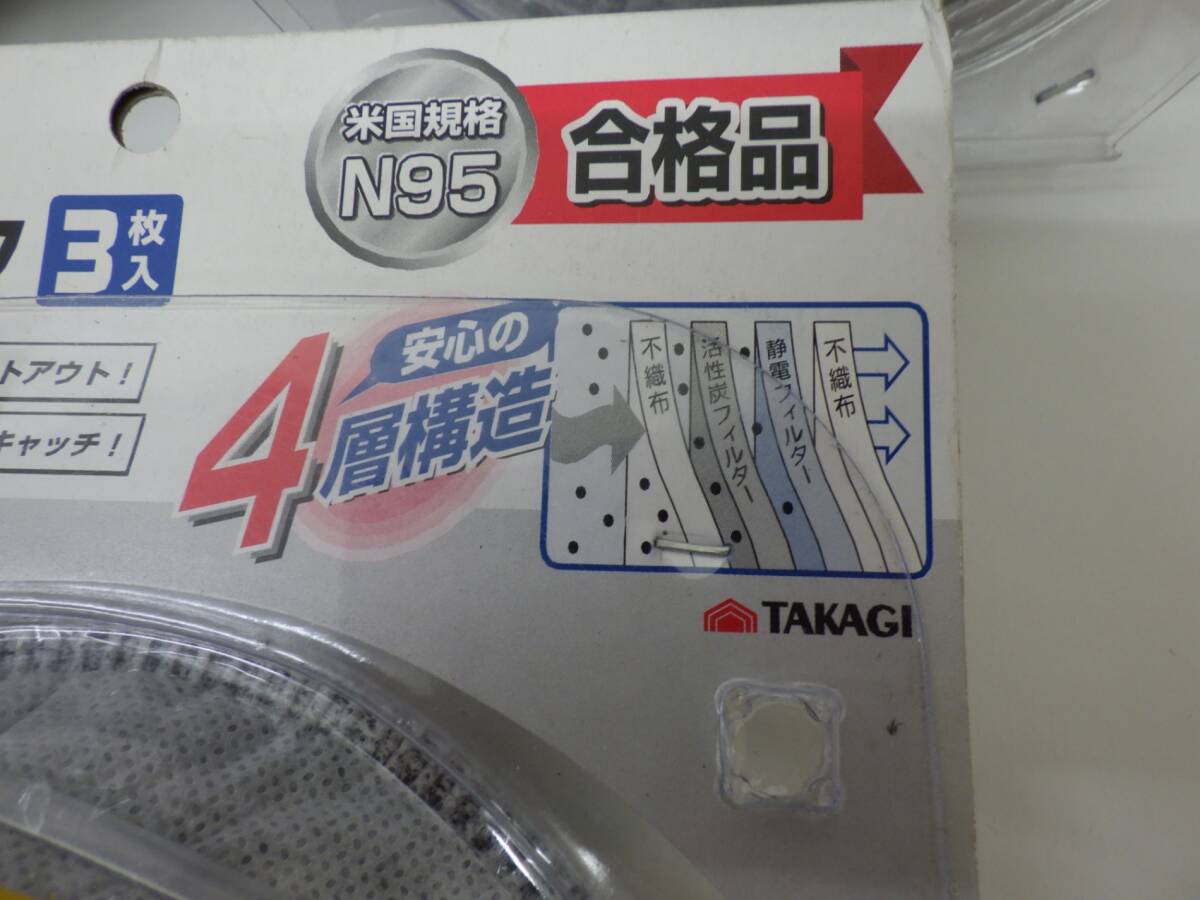 米国規格
N95
合格品
3枚入
トアウト!
キャッチ!
安心の
4層構造
不織布
活性炭フィルター
静電フィルター
不織布
TAKAGI